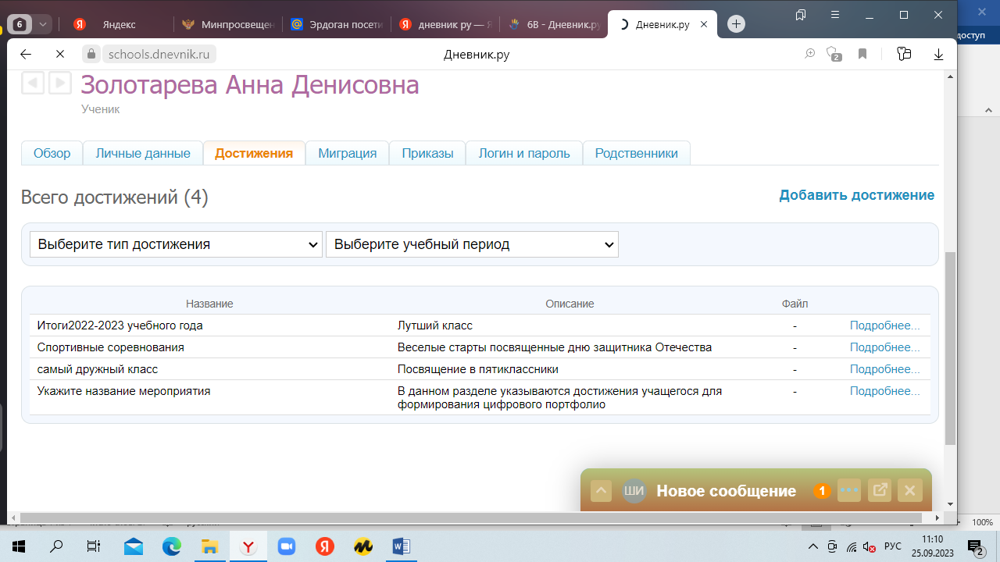 6
Яндекс
Минпросвещен
Эрдоган посети
дневник ру — Я
6В - Дневник.ру
Дневник.ру
доступ
schools.dnevnik.ru
Дневник.ру
2
Золотарева Анна Денисовна
Ученик
Обзор
Личные данные
Достижения
Миграция
Приказы
Логин и пароль
Родственники
Всего достижений (4)
Добавить достижение
Выберите тип достижения
Выберите учебный период
Название Описание Файл
Итоги2022-2023 учебного года Лутший класс - Подробнее...
Спортивные соревнования Веселые старты посвященные дню защитника Отечества - Подробнее...
самый дружный класс Посвящение в пятиклассники - Подробнее...
Укажите название мероприятия В данном разделе указываются достижения учащегося для - Подробнее...
формирования цифрового портфолио
ШИ Новое сообщение 1
100%
РУС
11:10
25.09.2023
2